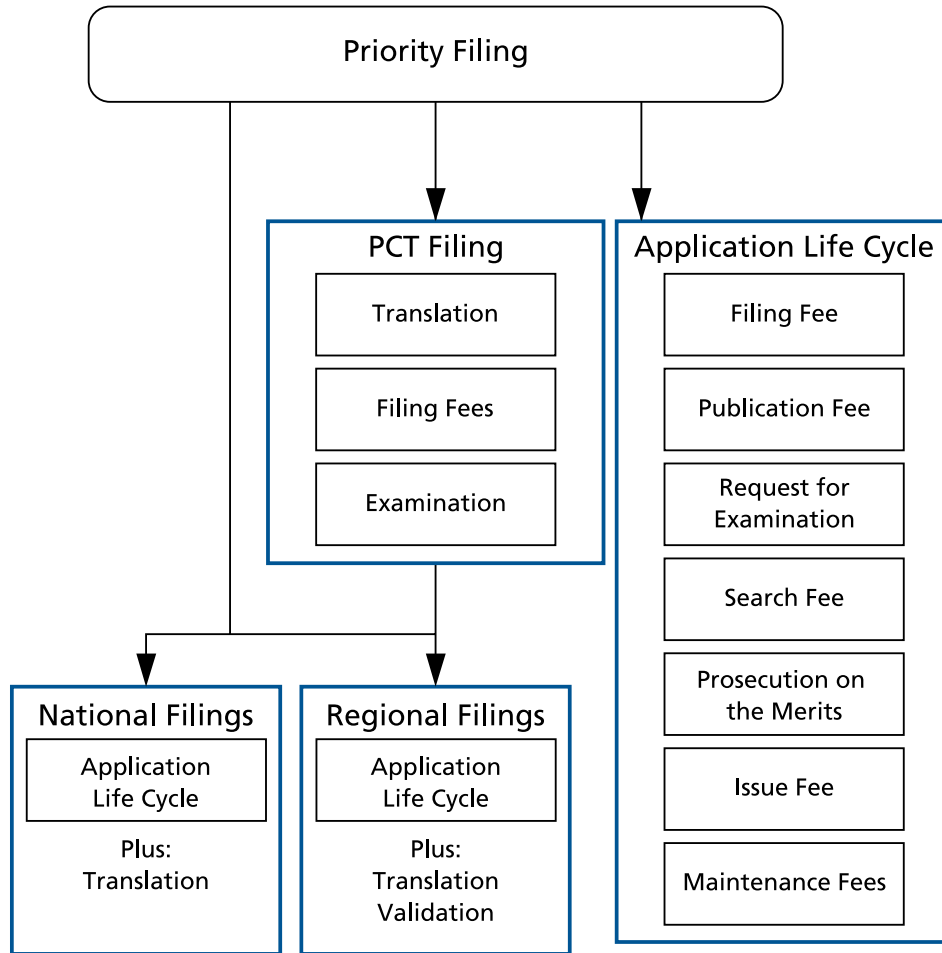 Priority Filing
PCT Filing
Translation
Filing Fees
Examination
Application Life Cycle
Filing Fee
Publication Fee
Request for
Examination
Search Fee
Prosecution on
the Merits
Issue Fee
Maintenance Fees
National Filings
Application
Life Cycle
Plus:
Translation
Regional Filings
Application
Life Cycle
Plus:
Translation
Validation